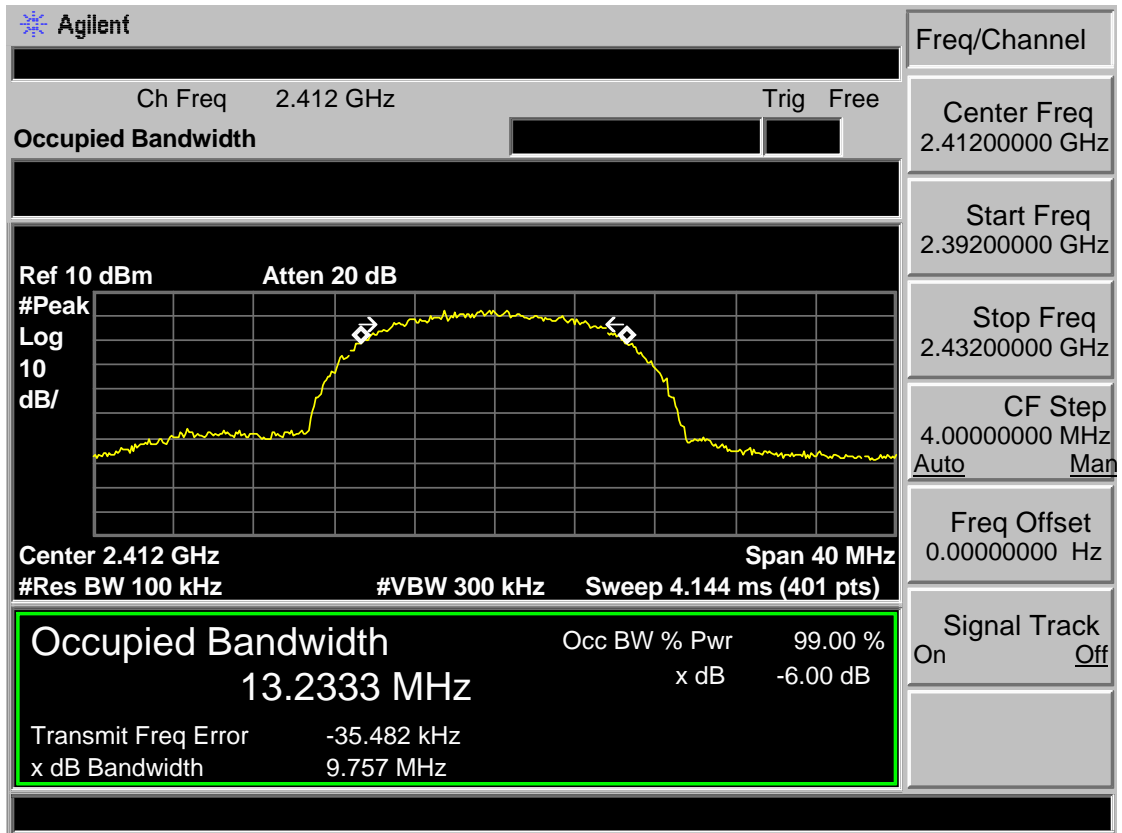 Agilent
Freq/Channel
Ch Freq 2.412 GHz Trig Free
Occupied Bandwidth
Center Freq
2.41200000 GHz
Start Freq
2.39200000 GHz
Ref 10 dBm Atten 20 dB
#Peak
Log
10
dB/
Stop Freq
2.43200000 GHz
CF Step
4.00000000 MHz
Auto Man
Freq Offset
0.00000000 Hz
Center 2.412 GHz Span 40 MHz
#Res BW 100 kHz #VBW 300 kHz Sweep 4.144 ms (401 pts)
Signal Track
On Off
Occupied Bandwidth Occ BW % Pwr 99.00 %
13.2333 MHz x dB -6.00 dB
Transmit Freq Error -35.482 kHz
x dB Bandwidth 9.757 MHz